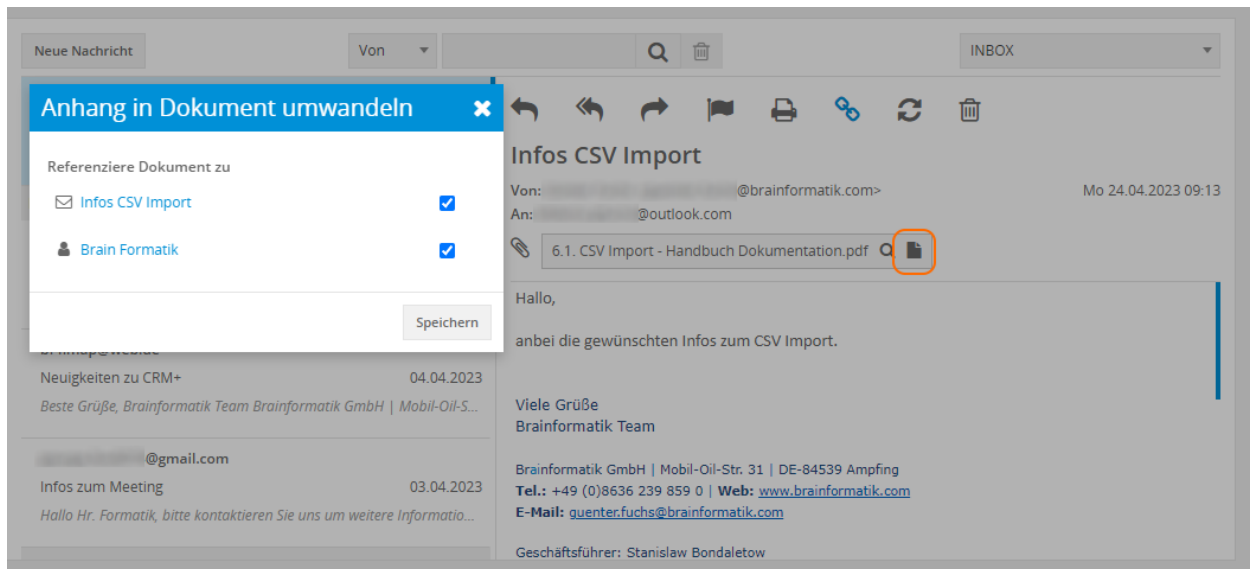 Neue Nachricht
Von
INBOX
Anhang in Dokument umwandeln
Referenziere Dokument zu
Infos CSV Import
Brain Formatik
Speichern
Neuigkeiten zu CRM+ 04.04.2023
Beste Grüße, Brainformatik Team Brainformatik GmbH | Mobil-Oil-S...
@gmail.com
Infos zum Meeting 03.04.2023
Hallo Hr. Formatik, bitte kontaktieren Sie uns um weitere Informatio...
Infos CSV Import
Von: @brainformatik.com> Mo 24.04.2023 09:13
An: @outlook.com
6.1. CSV Import - Handbuch Dokumentation.pdf
Hallo,
anbei die gewünschten Infos zum CSV Import.
Viele Grüße
Brainformatik Team
Brainformatik GmbH | Mobil-Oil-Str. 31 | DE-84539 Ampfing
Tel.: +49 (0)8636 239 859 0 | Web: www.brainformatik.com
E-Mail: guenter.fuchs@brainformatik.com
Geschäftsführer: Stanislaw Bondaletow